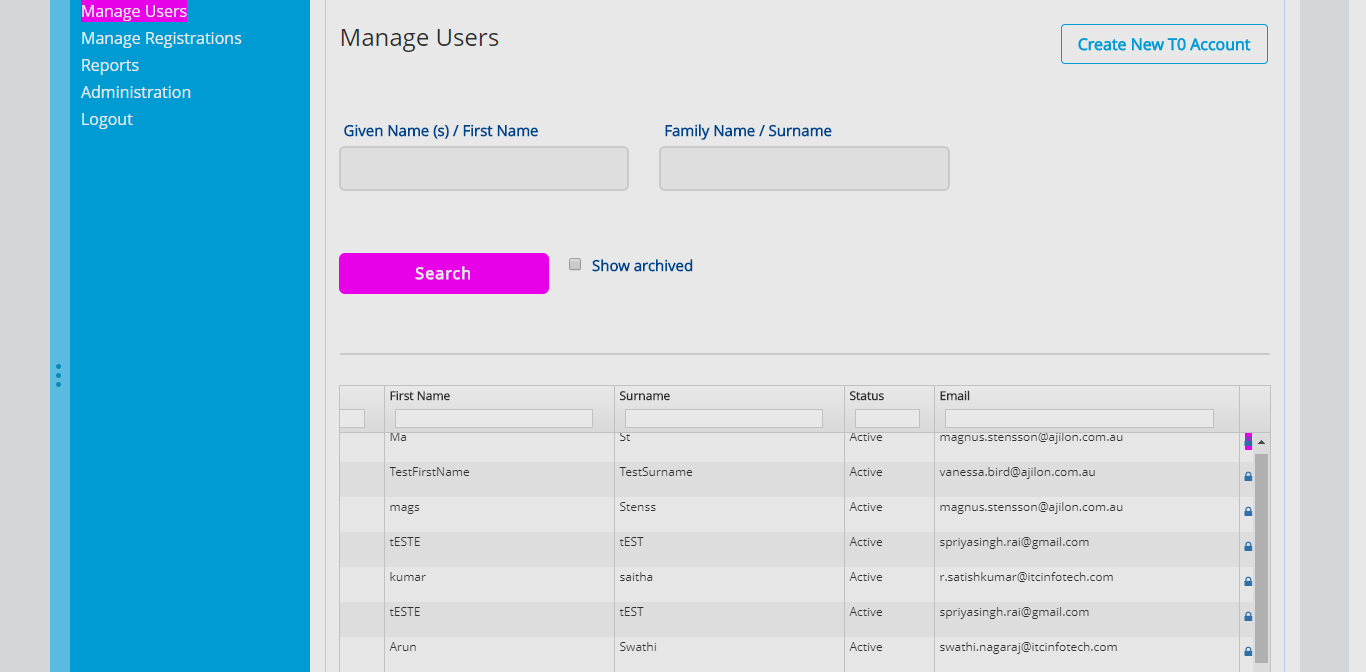 Manage Users
Manage Registrations
Reports
Administration
Logout
Manage Users
Create New T0 Account
Given Name (s) / First Name
Family Name / Surname
Search
Show archived
First Name Surname Status Email
Ma St Active magnus.stensson@ajilon.com.au
TestFirstName TestSurname Active vanessa.bird@ajilon.com.au
mags Stenss Active magnus.stensson@ajilon.com.au
tESTE tEST Active spriyasingh.rai@gmail.com
kumar saitha Active r.satishkumar@itcinfotech.com
tESTE tEST Active spriyasingh.rai@gmail.com
Arun Swathi Active swathi.nagaraj@itcinfotech.com